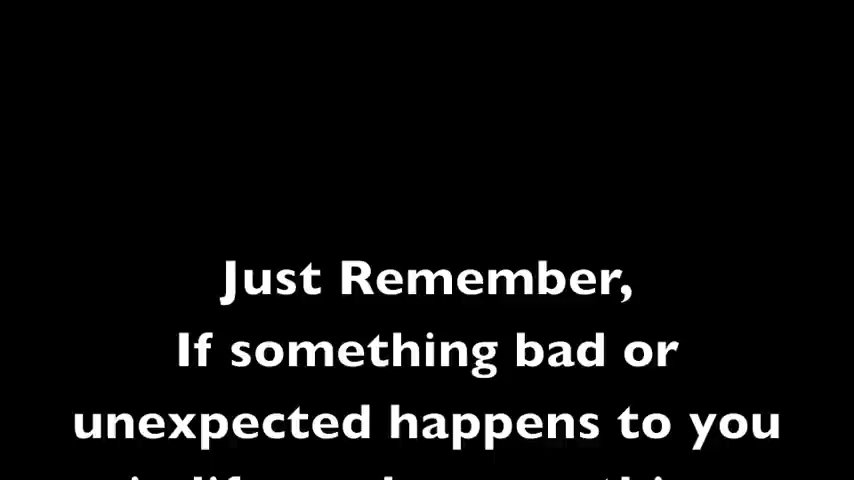 Just Remember,
If something bad or
unexpected happens to you